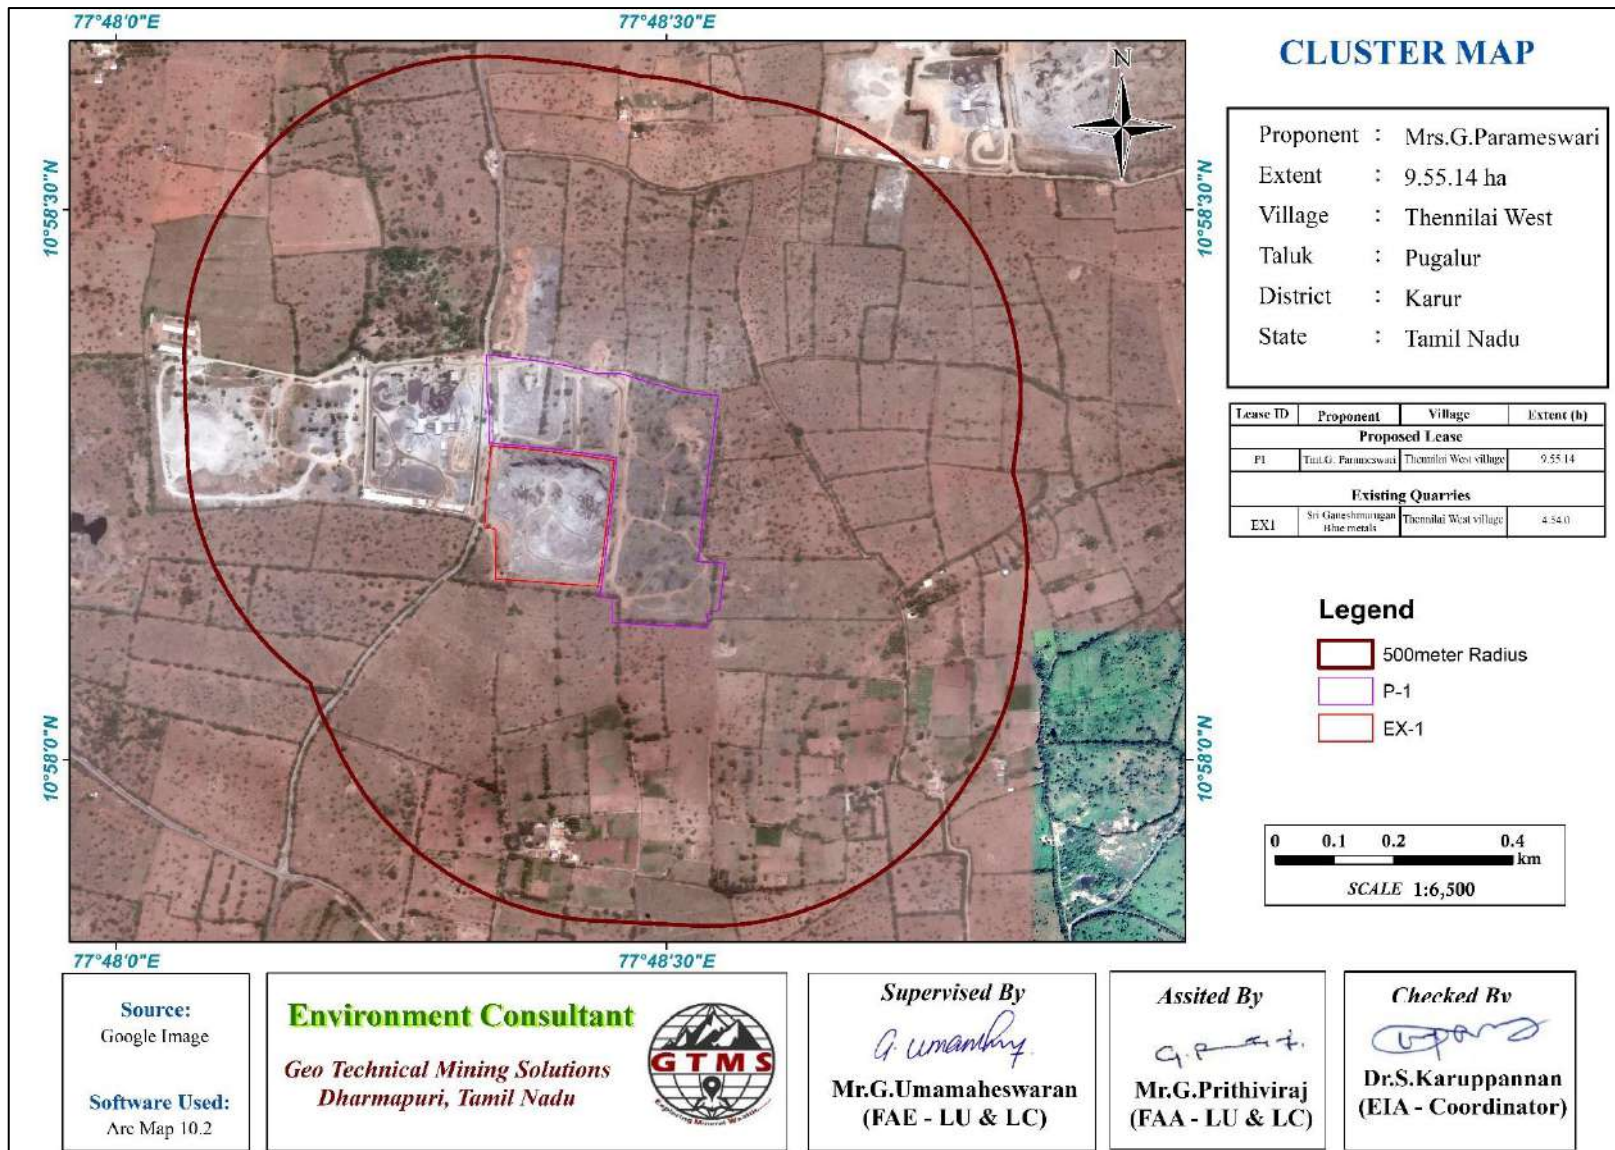 77°48'0"E
77°48'30"E
CLUSTER MAP
N
10°58'30"N
10°58'30"N
Proponent : Mrs.G.Parameswari
Extent : 9.55.14 ha
Village : Thennilai West
Taluk : Pugalur
District : Karur
State : Tamil Nadu
Lease ID Proponent Village Extent (h)
Proposed Lease
P1 Tmt.G. Parameswari Thennilai West village 9.55.14
Existing Quarries
EX1 Sri Ganeshmurugan Blue metals Thennilai West village 4.54.0
Legend
500meter Radius
P-1
EX-1
10°58'0"N
10°58'0"N
0 0.1 0.2 0.4
km
SCALE 1:6,500
77°48'0"E
77°48'30"E
Source:
Google Image
Software Used:
Arc Map 10.2
Environment Consultant
Geo Technical Mining Solutions
Dharmapuri, Tamil Nadu
GTMS
Supervised By
Mr.G.Umamaheswaran
(FAE - LU & LC)
Assited By
Mr.G.Prithiviraj
(FAA - LU & LC)
Checked By
Dr.S.Karuppannan
(EIA - Coordinator)